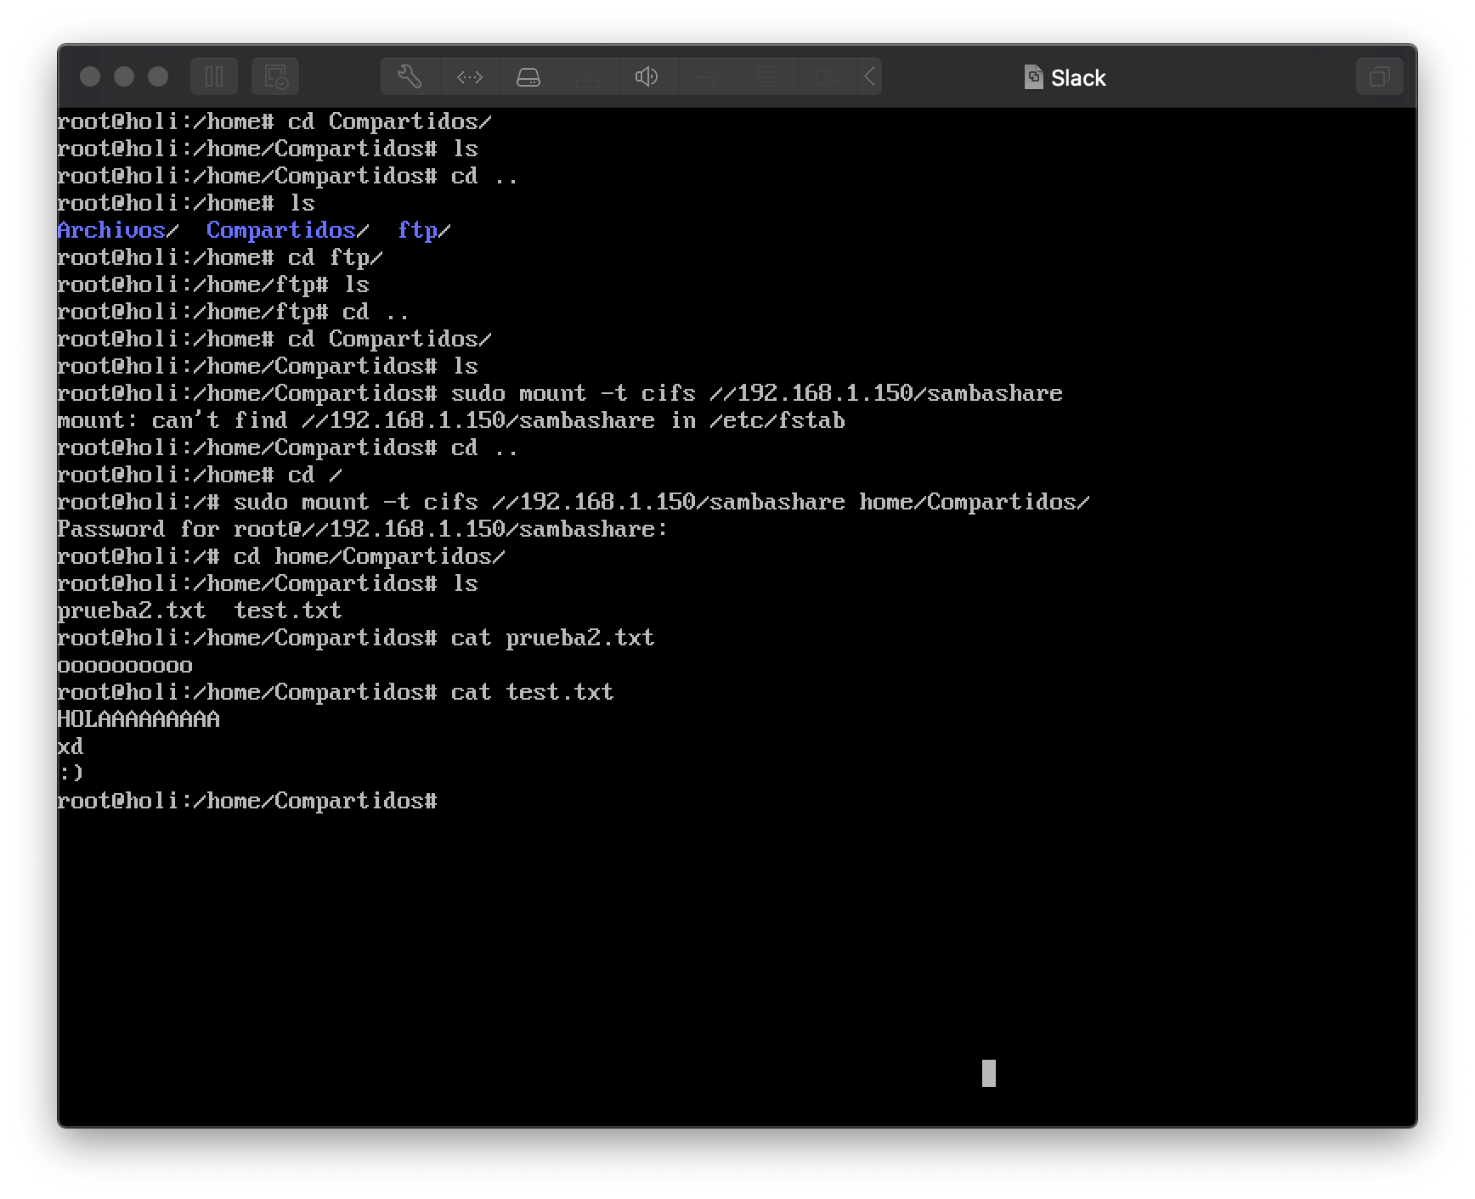 Slack
root@holi:/home# cd Compartidos/
root@holi:/home/Compartidos# ls
root@holi:/home/Compartidos# cd ..
root@holi:/home# ls
Archivos/  Compartidos/  ftp/
root@holi:/home# cd ftp/
root@holi:/home/ftp# ls
root@holi:/home/ftp# cd ..
root@holi:/home# cd Compartidos/
root@holi:/home/Compartidos# ls
root@holi:/home/Compartidos# sudo mount -t cifs //192.168.1.150/sambashare
mount: can't find //192.168.1.150/sambashare in /etc/fstab
root@holi:/home/Compartidos# cd ..
root@holi:/home# cd /
root@holi:/# sudo mount -t cifs //192.168.1.150/sambashare home/Compartidos/
Password for root@//192.168.1.150/sambashare:
root@holi:/# cd home/Compartidos/
root@holi:/home/Compartidos# ls
prueba2.txt  test.txt
root@holi:/home/Compartidos# cat prueba2.txt
oooooooooo
root@holi:/home/Compartidos# cat test.txt
HOLAAAAAAAAA
xd
:)
root@holi:/home/Compartidos#